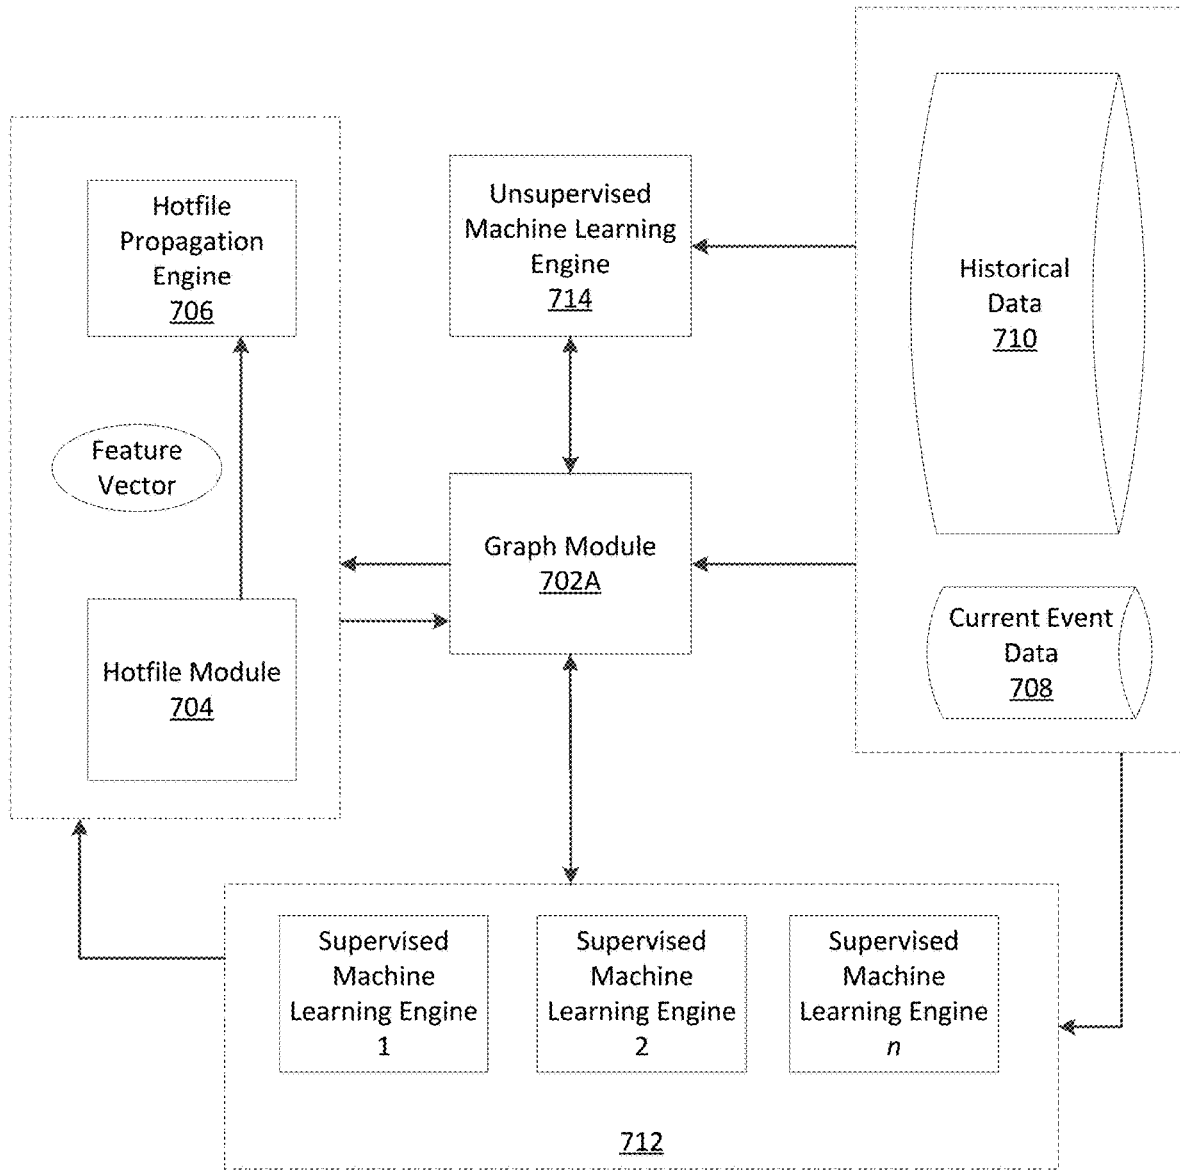 Hotfile
Propagation
Engine
706
Feature
Vector
Hotfile Module
704
Unsupervised
Machine Learning
Engine
714
Graph Module
702A
Historical
Data
710
Current Event
Data
708
Supervised
Machine
Learning Engine
1
Supervised
Machine
Learning Engine
2
Supervised
Machine
Learning Engine
n
712